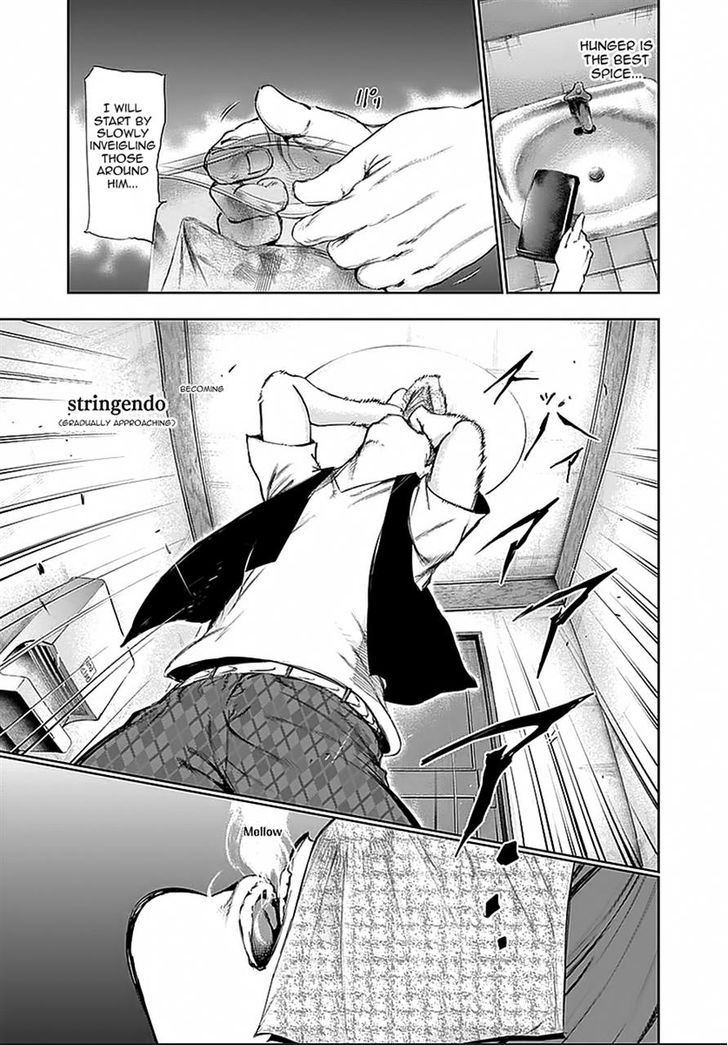 HUNGER IS
THE BEST
SPICE...
I WILL
START BY
SLOWLY
INVEIGLING
THOSE
AROUND
HIM...
BECOMING
stringendo
(GRADUALLY APPROACHING)
Mellow